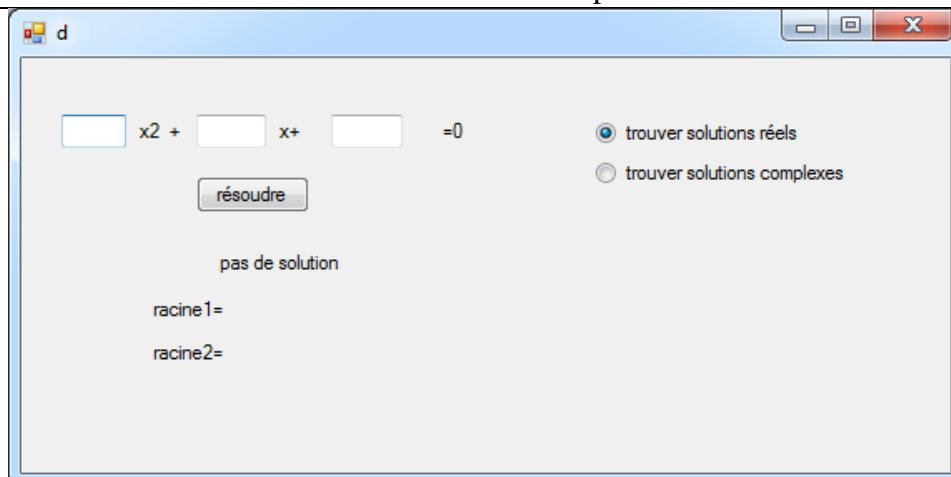 d
x2 + x+ =0
trouver solutions réels
trouver solutions complexes
résoudre
pas de solution
racine1=
racine2=